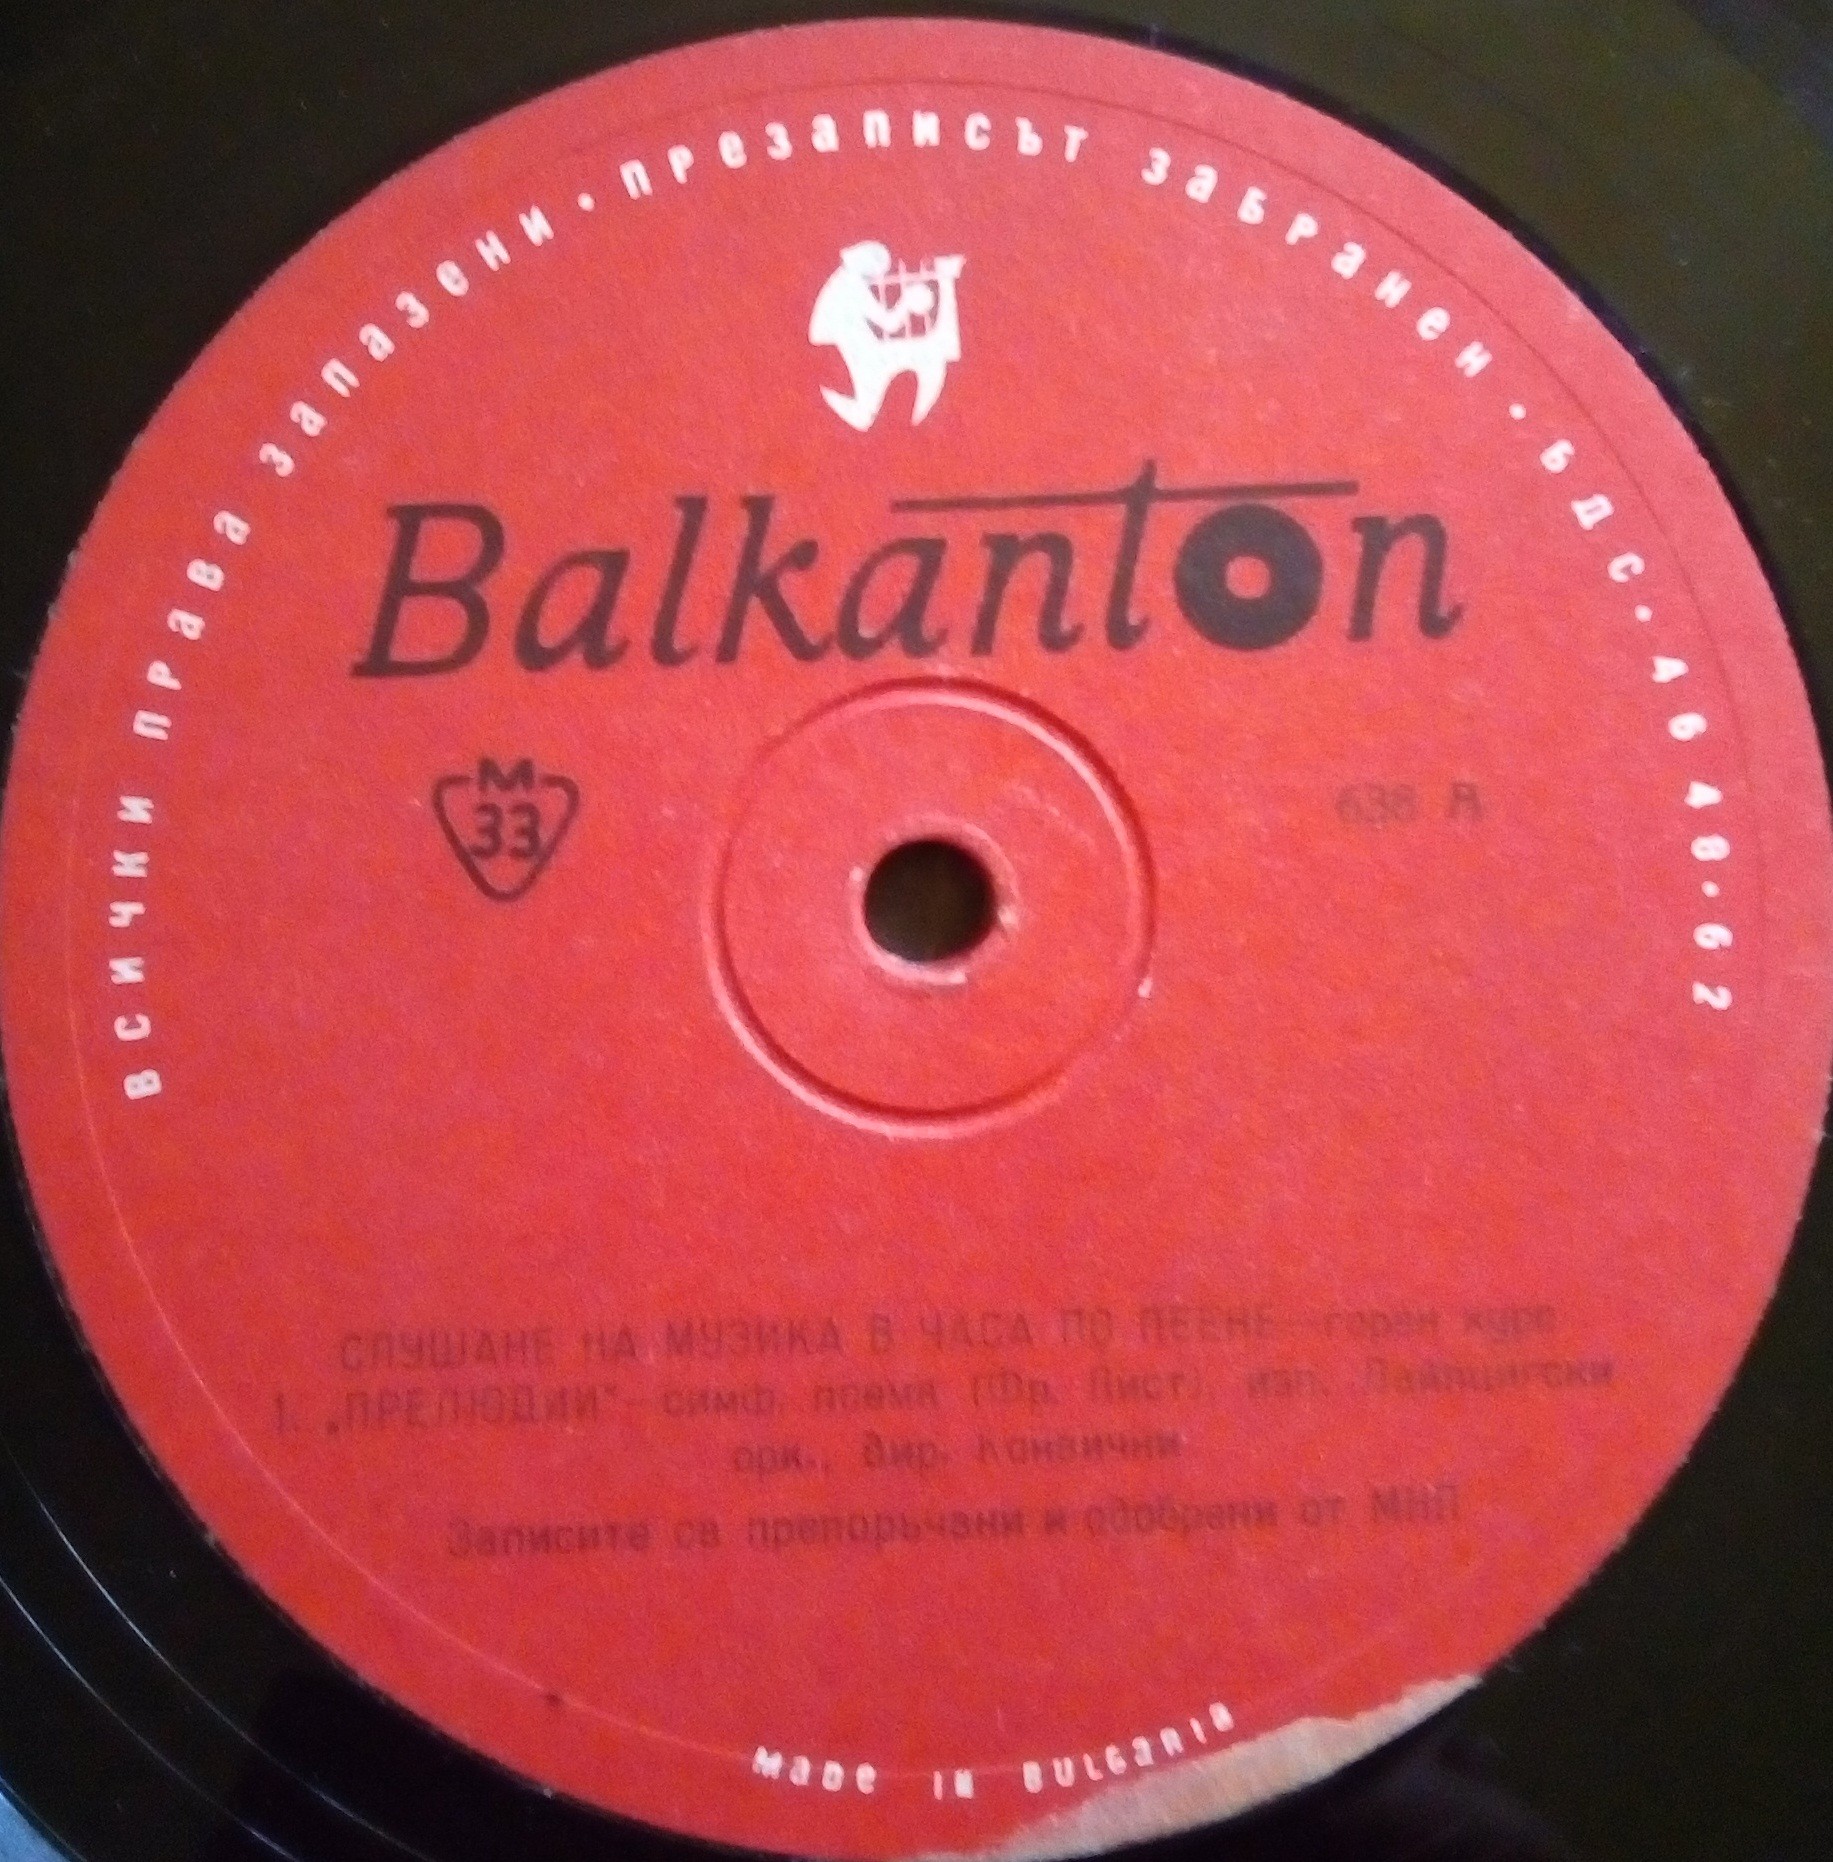 ВСИЧКИ ПРАВА ЗАПАЗЕНИ · ПРЕЗАПИСЪТ ЗАБРАНЕН · БДС · 4648-62
Balkanton
М
33
638 А
СЛУШАНЕ НА МУЗИКА В ЧАСА ПО ПЕЕНЕ—горен курс
1. „ПРЕЛЮДИИ"—симф. поема (Фр. Лист), изп. Лайпцигски
орк., дир. Конвични
Записите са препоръчани и одобрени от МНП
MADE IN BULGARIA